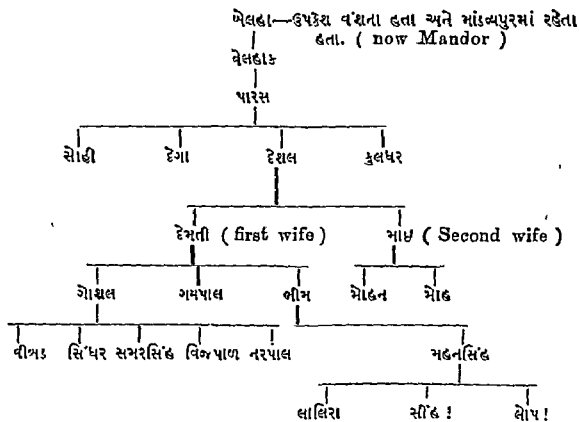 ખેલહા—ઉપકેશ વંશના હતા અને માંડવ્યપુરમાં રહેતા
હતા. ( now Mandor )
વેલહાક
પારસ
સોહી દેગા દેશલ કુલધર
દેમતી ( first wife ) માઇ ( Second wife )
ગોશલ ગમપાલ ભીમ મોહન મોહ
વીત્રડ સિંધર સમરસિંહ વિજપાળ નરપાલ મહનસિંહ
લાલિરા સીંહ ! લોપ !